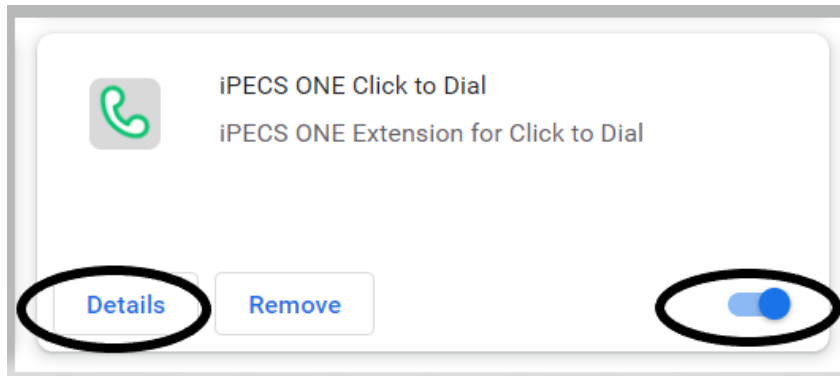 iPECS ONE Click to Dial
iPECS ONE Extension for Click to Dial
Details Remove